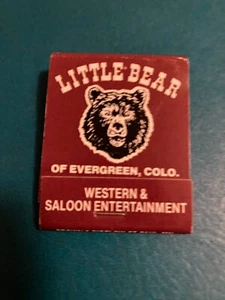 LITTLE BEAR
OF EVERGREEN, COLO.
WESTERN &
SALOON ENTERTAINMENT